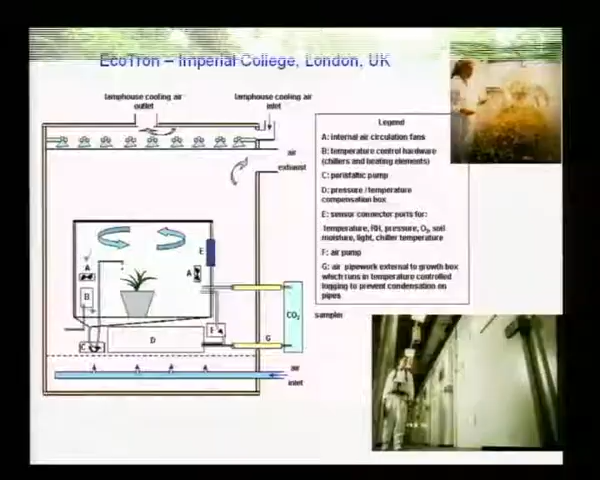 EcoTron – Imperial College, London, UK
lamphouse cooling air
outlet
lamphouse cooling air
inlet
air
exhaust
Legend
A: internal air circulation fans
B: temperature control hardware
(chillers and heating elements)
C: peristaltic pump
D: pressure / temperature
compensation box
E: sensor connector ports for:
temperature, RH, pressure, O₂, soil
moisture, light, chiller temperature
F: air pump
G: air pipework external to growth box
which runs in temperature controlled
lagging to prevent condensation on
pipes
E
A
A
B
CO₂
sampler
F
C
D
G
air
inlet